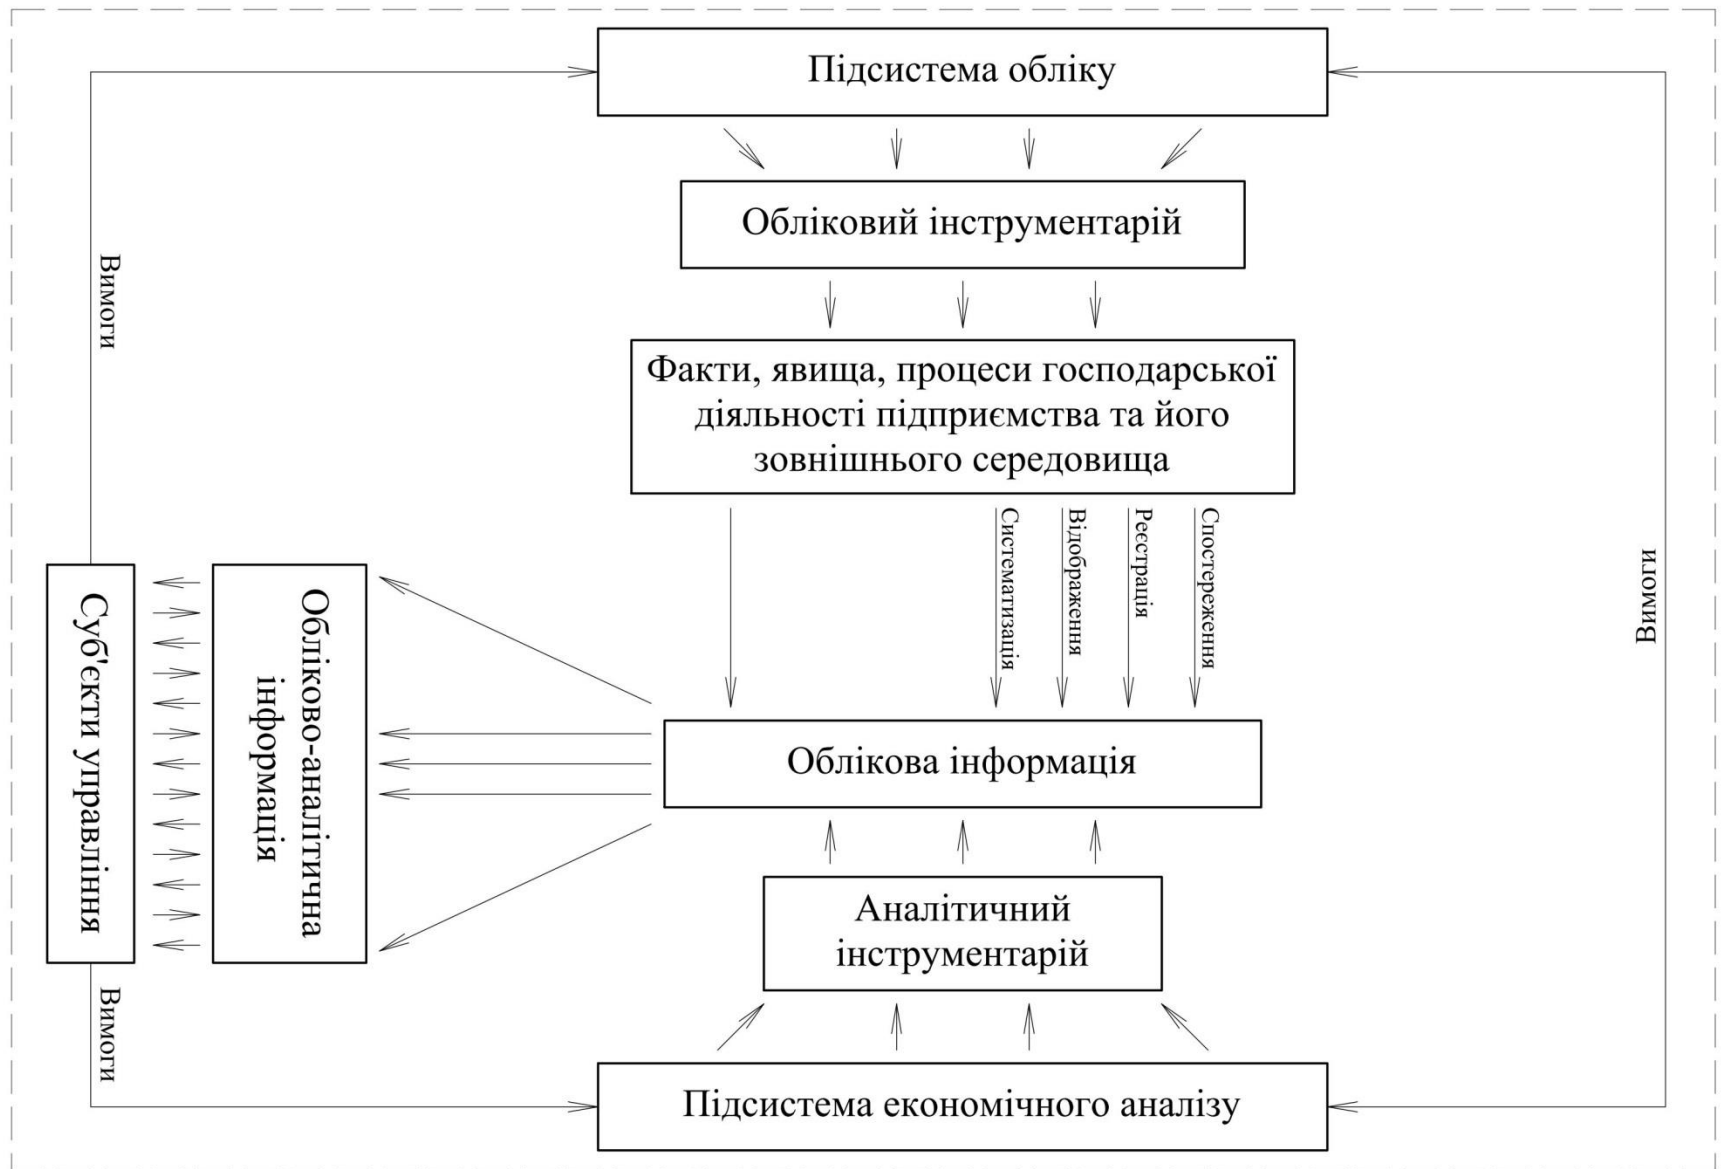 Підсистема обліку
Обліковий інструментарій
Вимоги
Факти, явища, процеси господарської
діяльності підприємства та його
зовнішнього середовища
Систематизація
Відображення
Реєстрація
Спостереження
Вимоги
Суб'єкти управління
Обліково-аналітична
інформація
Облікова інформація
Аналітичний
інструментарій
Вимоги
Підсистема економічного аналізу